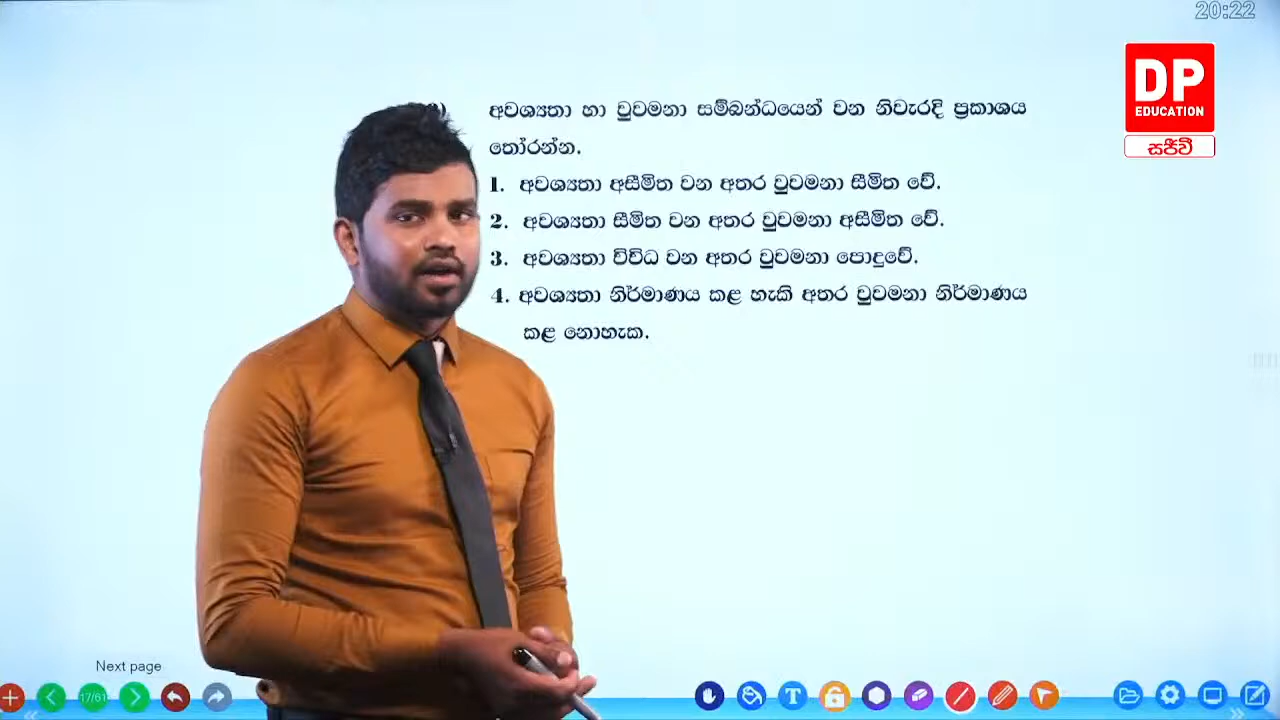 20:22
DP
EDUCATION
සජීවී
අවශ්‍යතා හා වුවමනා සම්බන්ධයෙන් වන නිවැරදි ප්‍රකාශය
තෝරන්න.
1. අවශ්‍යතා අසීමිත වන අතර වුවමනා සීමිත වේ.
2. අවශ්‍යතා සීමිත වන අතර වුවමනා අසීමිත වේ.
3. අවශ්‍යතා විවිධ වන අතර වුවමනා පොදුවේ.
4. අවශ්‍යතා නිර්මාණය කළ හැකි අතර වුවමනා නිර්මාණය
කළ නොහැක.
Next page
17/61